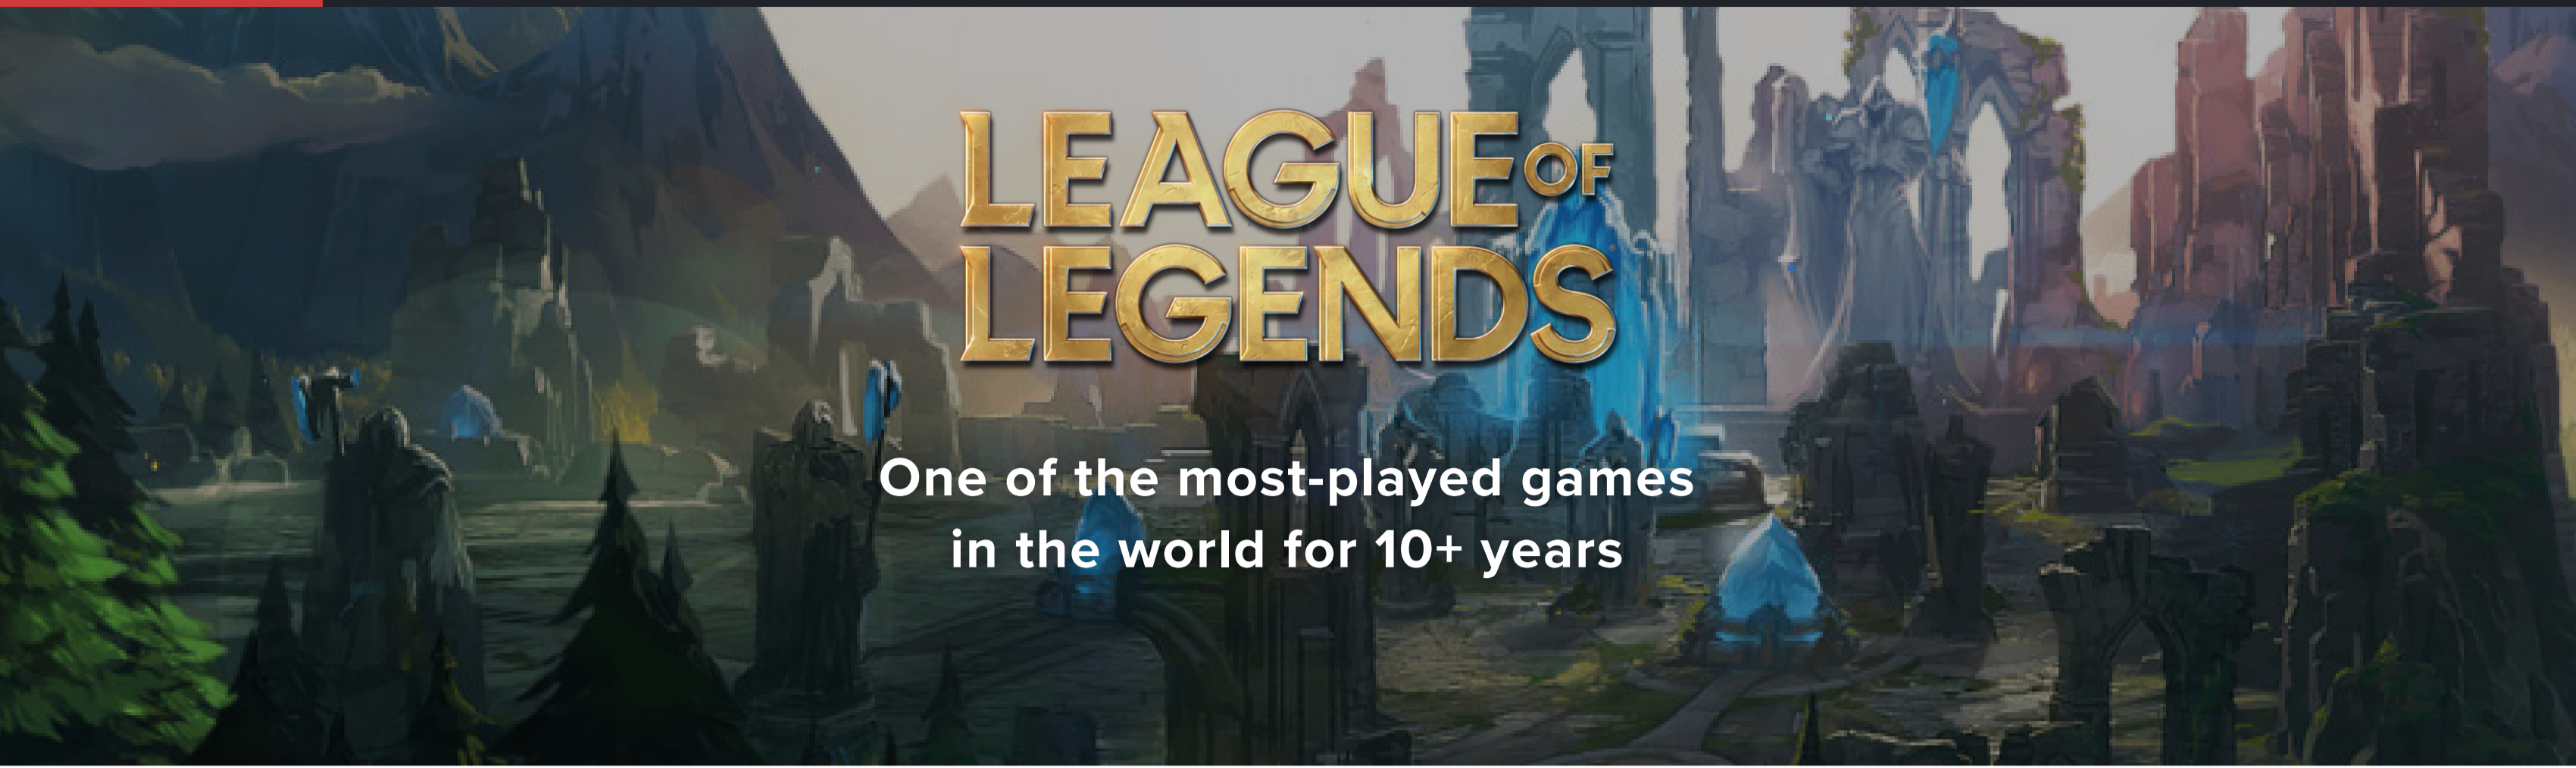 LEAGUE OF
LEGENDS
One of the most-played games
in the world for 10+ years